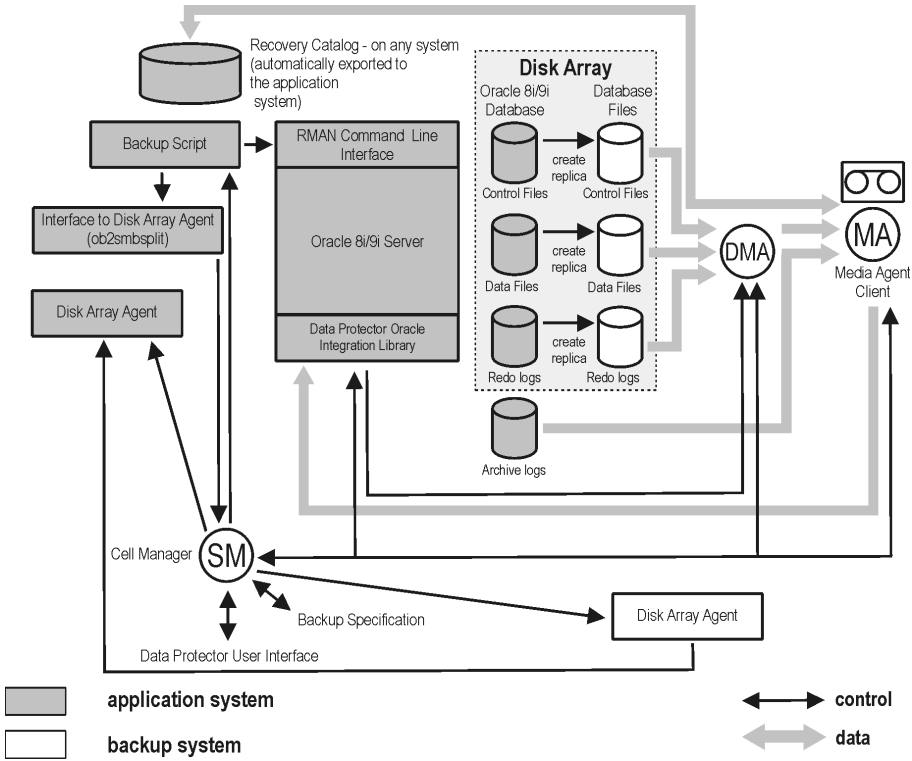 Recovery Catalog - on any system
(automatically exported to
the application
system)
Disk Array
Oracle 8i/9i
Database
Database
Files
Backup Script
RMAN Command Line
Interface
create
replica
Control Files
Control Files
Interface to Disk Array Agent
(ob2smbsplit)
Oracle 8i/9i Server
create
replica
Data Files
Data Files
DMA
MA
Media Agent
Client
Disk Array Agent
Data Protector Oracle
Integration Library
create
replica
Redo logs
Redo logs
Archive logs
Cell Manager
SM
Backup Specification
Disk Array Agent
Data Protector User Interface
application system
control
backup system
data